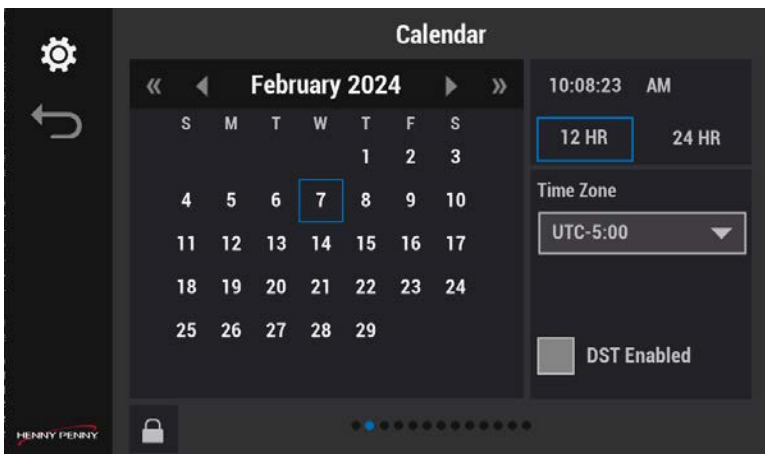 Calendar
« February 2024 »
S M T W T F S
1 2 3
4 5 6 7 8 9 10
11 12 13 14 15 16 17
18 19 20 21 22 23 24
25 26 27 28 29
10:08:23 AM
12 HR 24 HR
Time Zone
UTC-5:00
DST Enabled
HENNY PENNY